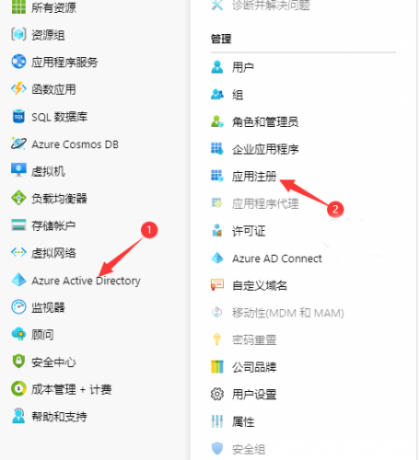 所有资源
资源组
应用程序服务
函数应用
SQL 数据库
Azure Cosmos DB
虚拟机
负载均衡器
存储帐户
虚拟网络
1
Azure Active Directory
监视器
顾问
安全中心
成本管理 + 计费
帮助和支持
诊断并解决问题
管理
用户
组
角色和管理员
企业应用程序
应用注册
2
应用程序代理
许可证
Azure AD Connect
自定义域名
移动性(MDM 和 MAM)
密码重置
公司品牌
用户设置
属性
安全组